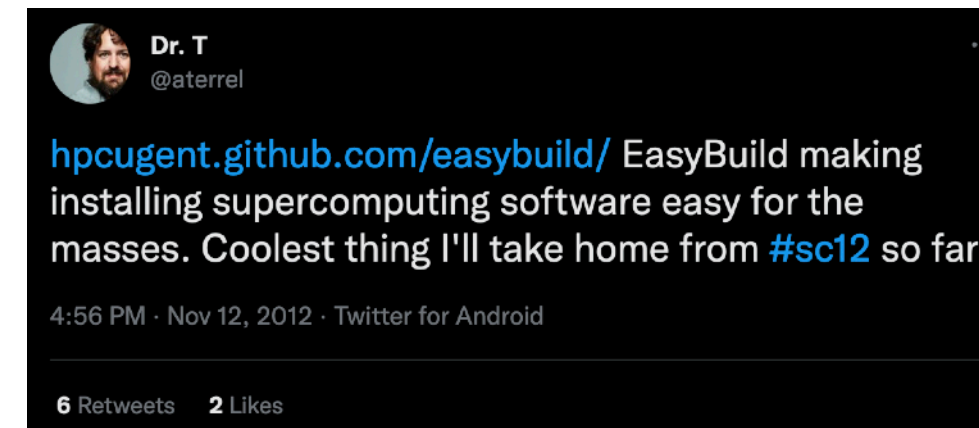 Dr. T
@aterrel
hpcugent.github.com/easybuild/ EasyBuild making
installing supercomputing software easy for the
masses. Coolest thing I'll take home from #sc12 so far
4:56 PM · Nov 12, 2012 · Twitter for Android
6 Retweets 2 Likes